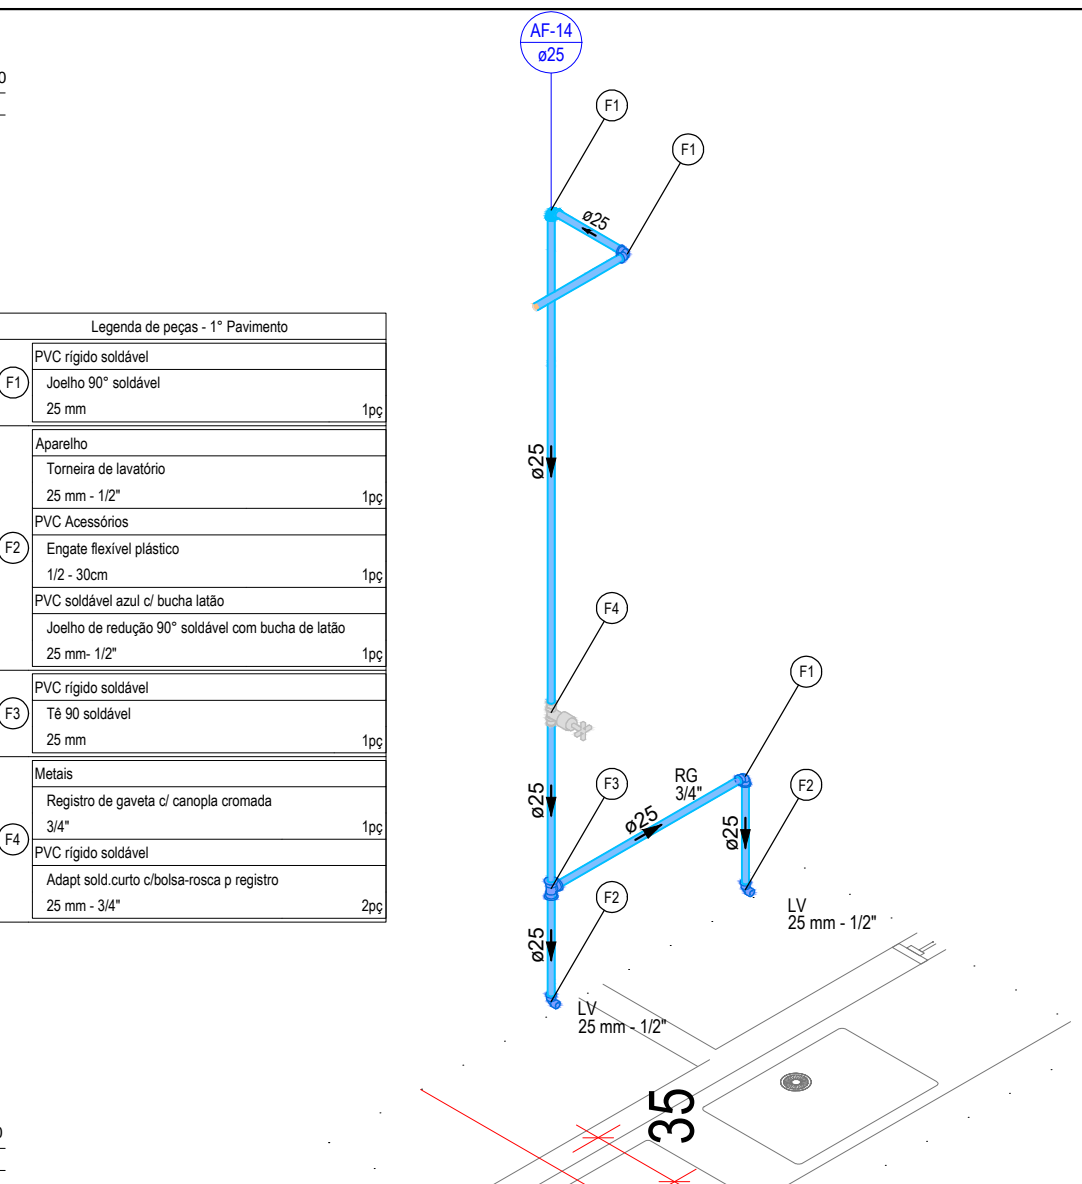 AF-14
ø25
F1
F1
ø25
Legenda de peças - 1° Pavimento
F1
PVC rígido soldável
Joelho 90° soldável
25 mm 1pç
F2
Aparelho
Torneira de lavatório
25 mm - 1/2" 1pç
PVC Acessórios
Engate flexível plástico
1/2 - 30cm 1pç
PVC soldável azul c/ bucha latão
Joelho de redução 90° soldável com bucha de latão
25 mm- 1/2" 1pç
F3
PVC rígido soldável
Tê 90 soldável
25 mm 1pç
F4
Metais
Registro de gaveta c/ canopla cromada
3/4" 1pç
PVC rígido soldável
Adapt sold.curto c/bolsa-rosca p registro
25 mm - 3/4" 2pç
ø25
F4
F1
RG
3/4"
F3
F2
ø25
ø25
ø25
F2
LV
25 mm - 1/2"
ø25
LV
25 mm - 1/2"
35